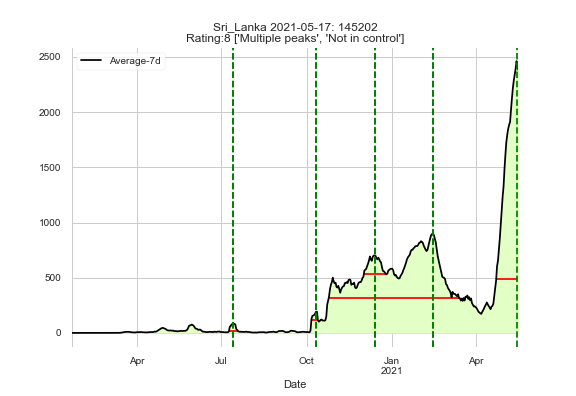 Sri_Lanka 2021-05-17: 145202
Rating:8 ['Multiple peaks', 'Not in control']
Average-7d
2500
2000
1500
1000
500
0
Apr
Jul
Oct
Jan
2021
Apr
Date